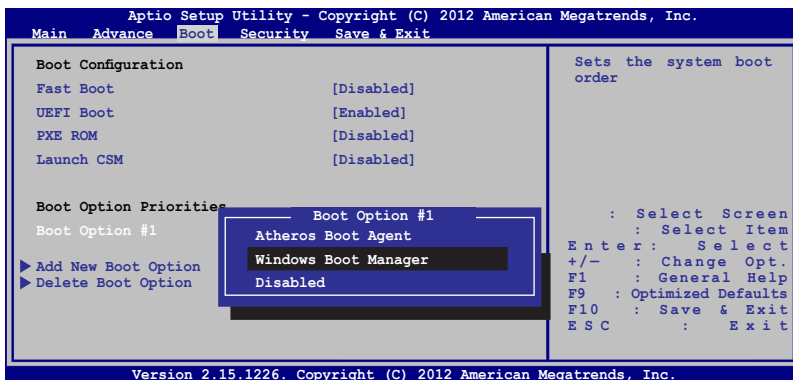 Aptio Setup Utility - Copyright (C) 2012 American Megatrends, Inc.
Main Advance Boot Security Save & Exit
Boot Configuration
Fast Boot [Disabled]
UEFI Boot [Enabled]
PXE ROM [Disabled]
Launch CSM [Disabled]
Boot Option Priorities
Boot Option #1
Add New Boot Option
Delete Boot Option
Boot Option #1
Atheros Boot Agent
Windows Boot Manager
Disabled
Sets the system boot
order
: Select Screen
: Select Item
Enter: Select
+/— : Change Opt.
F1 : General Help
F9 : Optimized Defaults
F10 : Save & Exit
ESC : Exit
Version 2.15.1226. Copyright (C) 2012 American Megatrends, Inc.